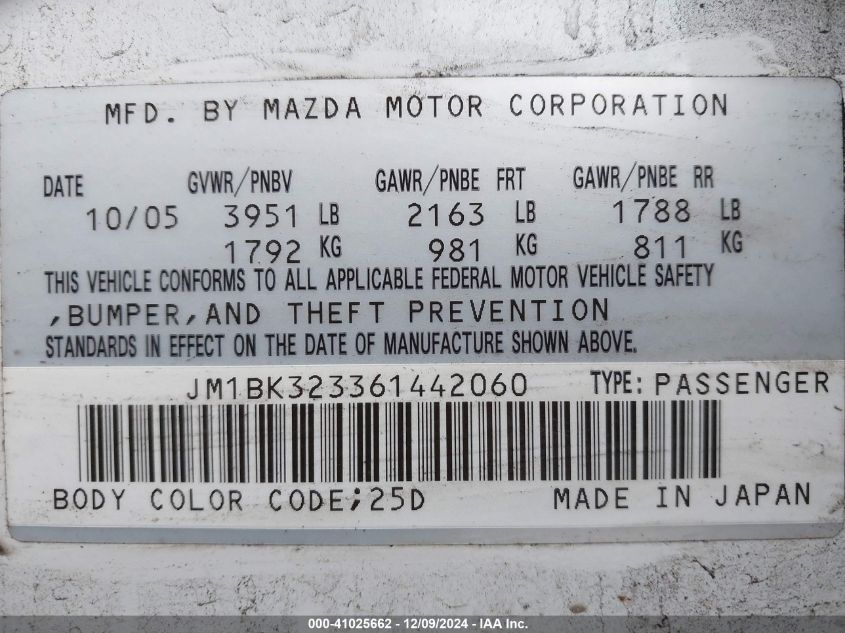 MFD. BY MAZDA MOTOR CORPORATION
DATE GVWR/PNBV GAWR/PNBE FRT GAWR/PNBE RR
10/05 3951 LB 2163 LB 1788 LB
1792 KG 981 KG 811 KG
THIS VEHICLE CONFORMS TO ALL APPLICABLE FEDERAL MOTOR VEHICLE SAFETY
,BUMPER,AND THEFT PREVENTION
STANDARDS IN EFFECT ON THE DATE OF MANUFACTURE SHOWN ABOVE.
JM1BK323361442060 TYPE: PASSENGER
BODY COLOR CODE;25D MADE IN JAPAN
000-41025662 - 12/09/2024 - IAA Inc.